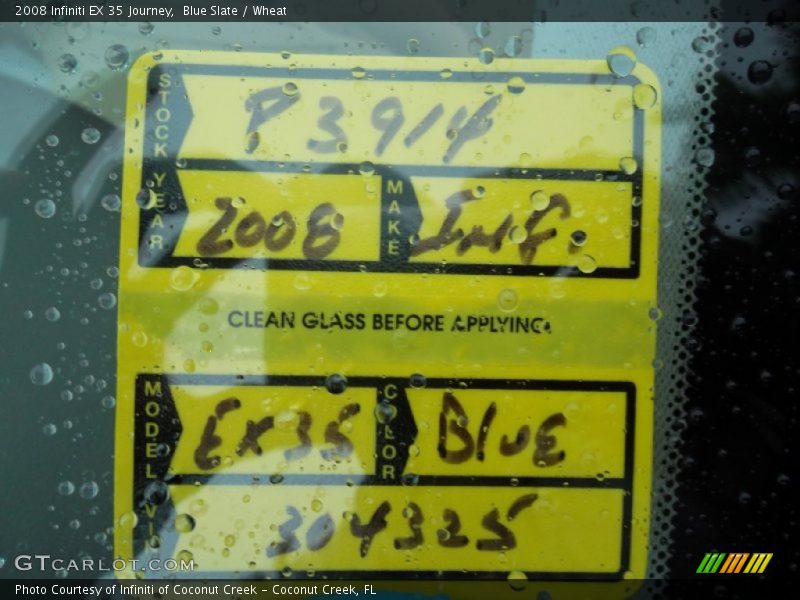 2008 Infiniti EX 35 Journey, Blue Slate / Wheat
STOCK P3914
YEAR 2008 MAKE Infi.
CLEAN GLASS BEFORE APPLYING.
MODEL EX35 COLOR BLUE
VIN 304325
GTCARLOT.COM
Photo Courtesy of Infiniti of Coconut Creek – Coconut Creek, FL